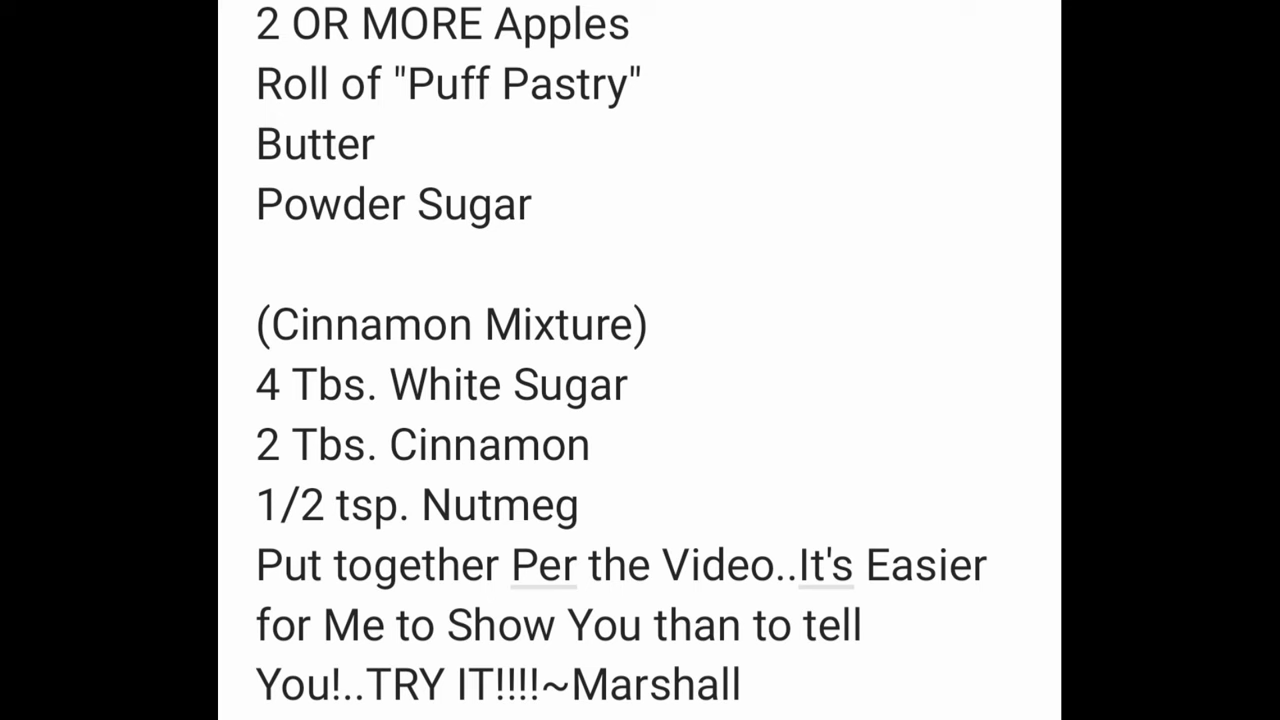 2 OR MORE Apples
Roll of "Puff Pastry"
Butter
Powder Sugar
(Cinnamon Mixture)
4 Tbs. White Sugar
2 Tbs. Cinnamon
1/2 tsp. Nutmeg
Put together Per the Video..It's Easier
for Me to Show You than to tell
You!..TRY IT!!!!~Marshall